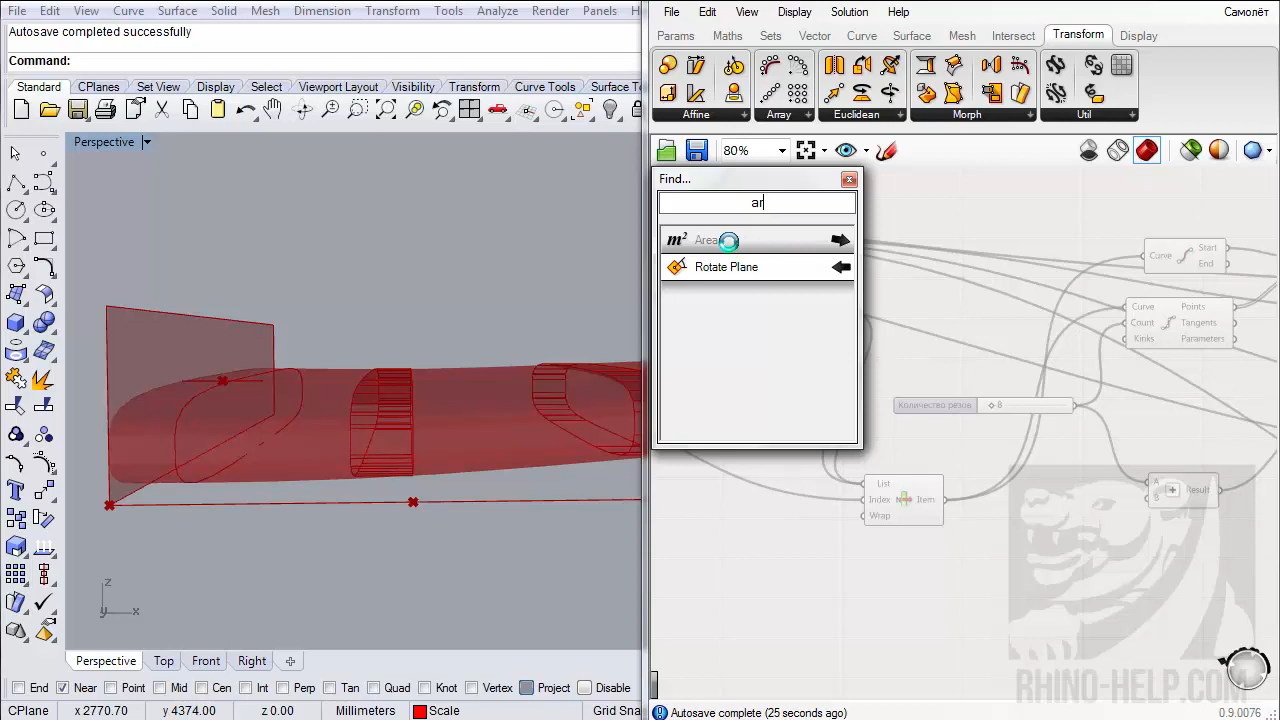 File Edit View Curve Surface Solid Mesh Dimension Transform Tools Analyze Render Panels
Autosave completed successfully
Command:
Standard CPlanes Set View Display Select Viewport Layout Visibility Transform Curve Tools Surface To
Perspective
z
y x
Perspective Top Front Right
End Near Point Mid Cen Int Perp Tan Quad Knot Vertex Project Disable
CPlane x 2770.70 y 4374.00 z 0.00 Millimeters Scale Grid Sna
File Edit View Display Solution Help Самолёт
Params Maths Sets Vector Curve Surface Mesh Intersect Transform Display
Affine Array Euclidean Morph Util
80%
Find...
ar
m² Area
Rotate Plane
Curve Start
End
Curve Points
Count Tangents
Kinks Parameters
Количество резов 8
List
Index Item
Wrap
A
B Result
RHINO-HELP.COM
Autosave complete (25 seconds ago) 0.9.0076